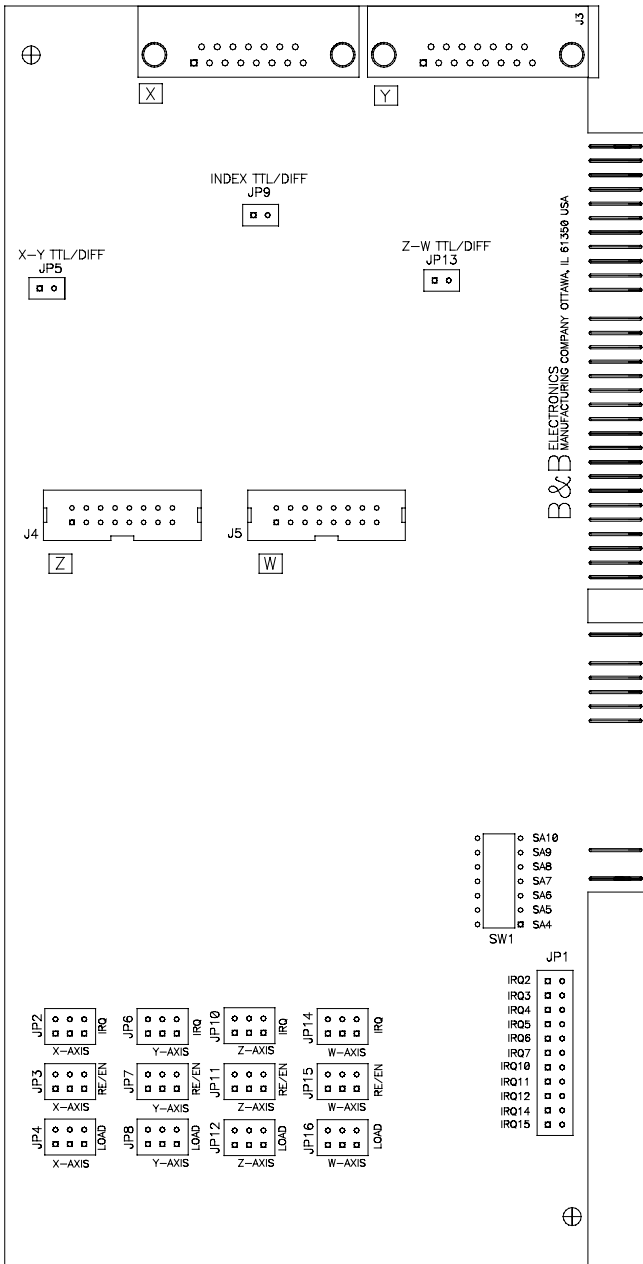 J3
X
Y
INDEX TTL/DIFF
JP9
X-Y TTL/DIFF
JP5
Z-W TTL/DIFF
JP13
B&B ELECTRONICS
MANUFACTURING COMPANY OTTAWA, IL 61350 USA
J4
J5
Z
W
SA10
SA9
SA8
SA7
SA6
SA5
SA4
SW1
JP1
IRQ2
IRQ3
IRQ4
IRQ5
IRQ6
IRQ7
IRQ10
IRQ11
IRQ12
IRQ14
IRQ15
JP2
IRQ
X-AXIS
JP6
IRQ
Y-AXIS
JP10
IRQ
Z-AXIS
JP14
IRQ
W-AXIS
JP3
RE/EN
X-AXIS
JP7
RE/EN
Y-AXIS
JP11
RE/EN
Z-AXIS
JP15
RE/EN
W-AXIS
JP4
LOAD
X-AXIS
JP8
LOAD
Y-AXIS
JP12
LOAD
Z-AXIS
JP16
LOAD
W-AXIS